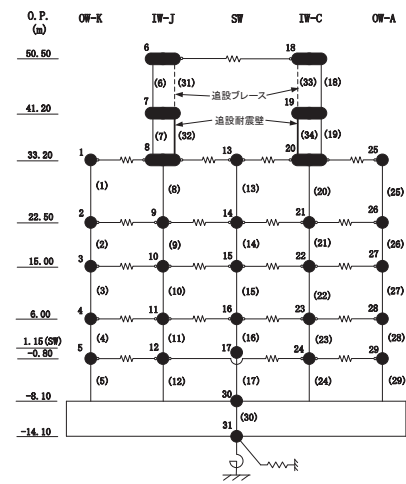 O.P. OW-K IW-J SW IW-C OW-A
(m)
50.50 6 18
(6) (31) (33) (18)
追設ブレース
41.20 7 19
追設耐震壁
(7) (32) (34) (19)
33.20 1 8 13 20 25
(1) (8) (13) (20) (25)
22.50 2 9 14 21 26
(2) (9) (14) (21) (26)
15.00 3 10 15 22 27
(3) (10) (15) (22) (27)
6.00 4 11 16 23 28
(4) (11) (16) (23) (28)
1.15(SW) 17
-0.80 5 12 24 29
(5) (12) (17) (24) (29)
-8.10 30
(30)
-14.10 31